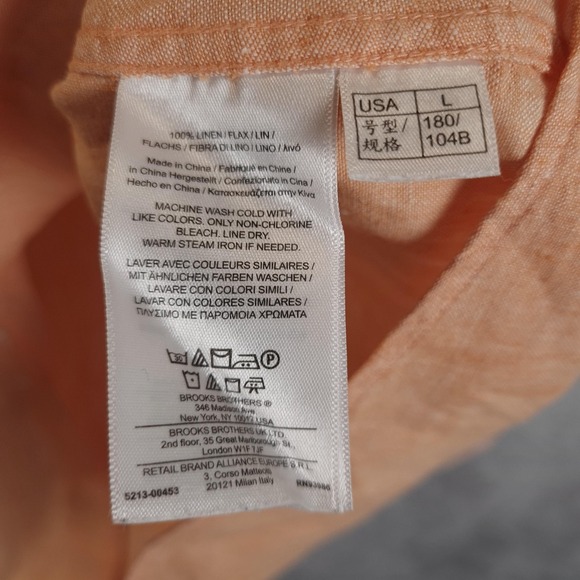 100% LINEN / FLAX / LIN /
FLACHS / FIBRA DI LINO / LINO / λινό
Made in China / Fabriqué en Chine /
In China Hergestellt / Confezionato in Cina /
Hecho en China / Κατασκευάζεται στην Κίνα
MACHINE WASH COLD WITH
LIKE COLORS. ONLY NON-CHLORINE
BLEACH. LINE DRY.
WARM STEAM IRON IF NEEDED.
LAVER AVEC COULEURS SIMILAIRES /
MIT ÄHNLICHEN FARBEN WASCHEN /
LAVARE CON COLORI SIMILI /
LAVAR CON COLORES SIMILARES /
ΠΛΥΣΙΜΟ ΜΕ ΠΑΡΟΜΟΙΑ ΧΡΩΜΑΤΑ
P
BROOKS BROTHERS ®
346 Madison Ave
New York, NY 10017 USA
BROOKS BROTHERS UK LTD
2nd floor, 35 Great Marlborough St.,
London W1F 7JF
RETAIL BRAND ALLIANCE EUROPE S.R.L
3, Corso Matteotti
5213-00453 20121 Milan Italy RN93986
USA L
号型/ 180/
规格 104B